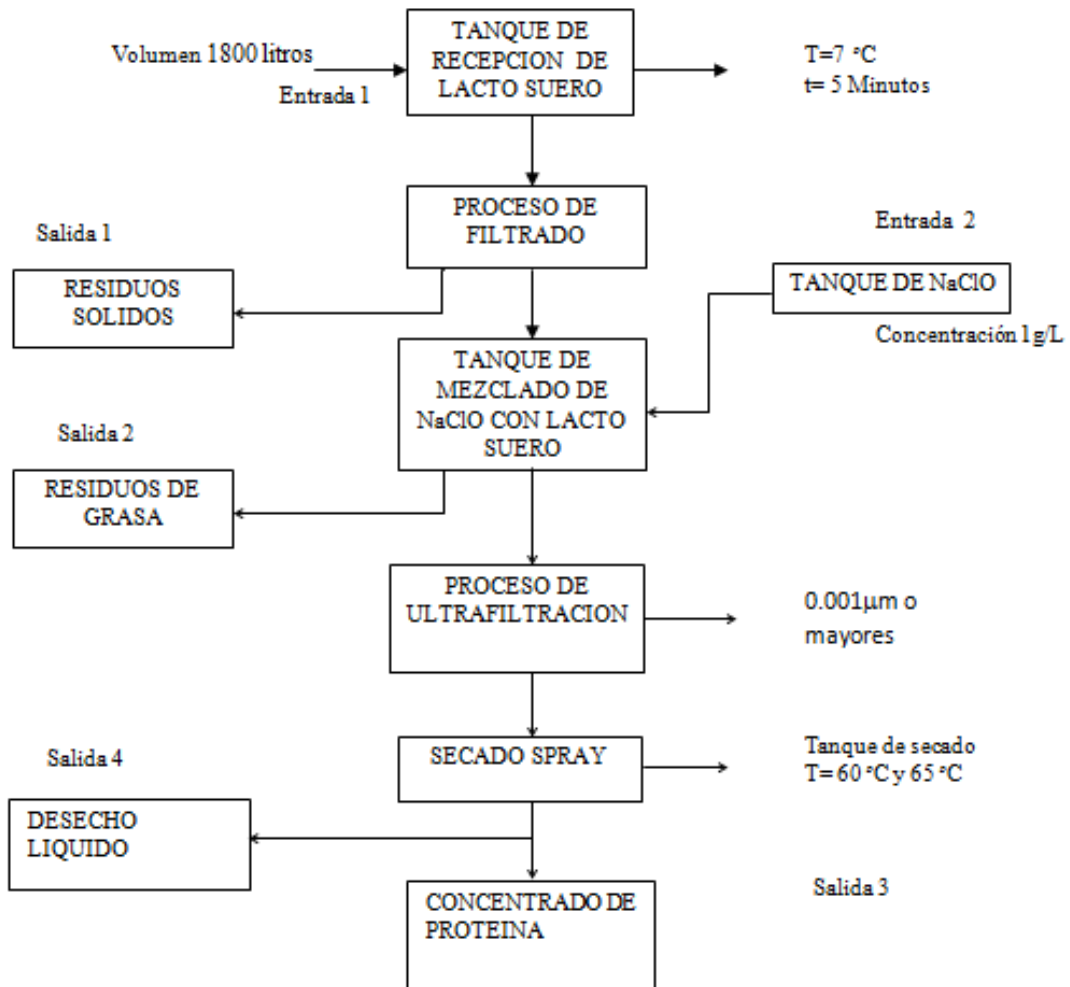 TANQUE DE
RECEPCION DE
LACTO SUERO
Volumen 1800 litros
Entrada 1
T=7 °C
t= 5 Minutos
PROCESO DE
FILTRADO
Salida 1
RESIDUOS
SOLIDOS
Entrada 2
TANQUE DE NaClO
Concentración 1g/L
TANQUE DE
MEZCLADO DE
NaClO CON LACTO
SUERO
Salida 2
RESIDUOS DE
GRASA
PROCESO DE
ULTRAFILTRACION
0.001µm o
mayores
SECADO SPRAY
Tanque de secado
T= 60 °C y 65 °C
Salida 4
DESECHO
LIQUIDO
Salida 3
CONCENTRADO DE
PROTEINA